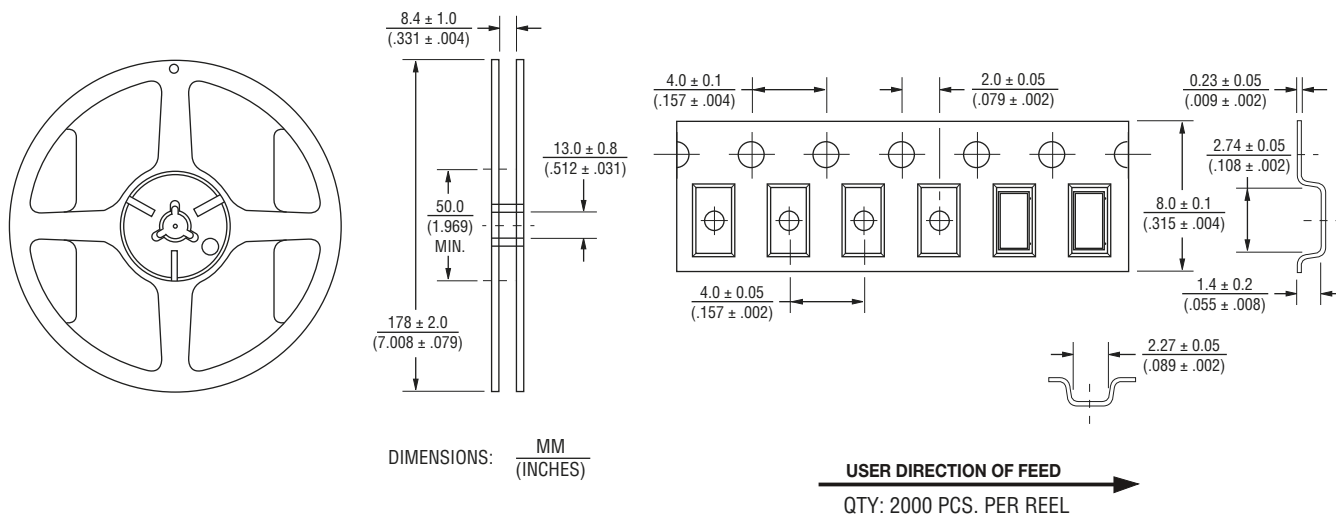 8.4 ± 1.0
(.331 ± .004)
13.0 ± 0.8
(.512 ± .031)
50.0
(1.969)
MIN.
178 ± 2.0
(7.008 ± .079)
DIMENSIONS: MM
(INCHES)
4.0 ± 0.1
(.157 ± .004)
2.0 ± 0.05
(.079 ± .002)
0.23 ± 0.05
(.009 ± .002)
2.74 ± 0.05
(.108 ± .002)
8.0 ± 0.1
(.315 ± .004)
4.0 ± 0.05
(.157 ± .002)
1.4 ± 0.2
(.055 ± .008)
2.27 ± 0.05
(.089 ± .002)
USER DIRECTION OF FEED
QTY: 2000 PCS. PER REEL